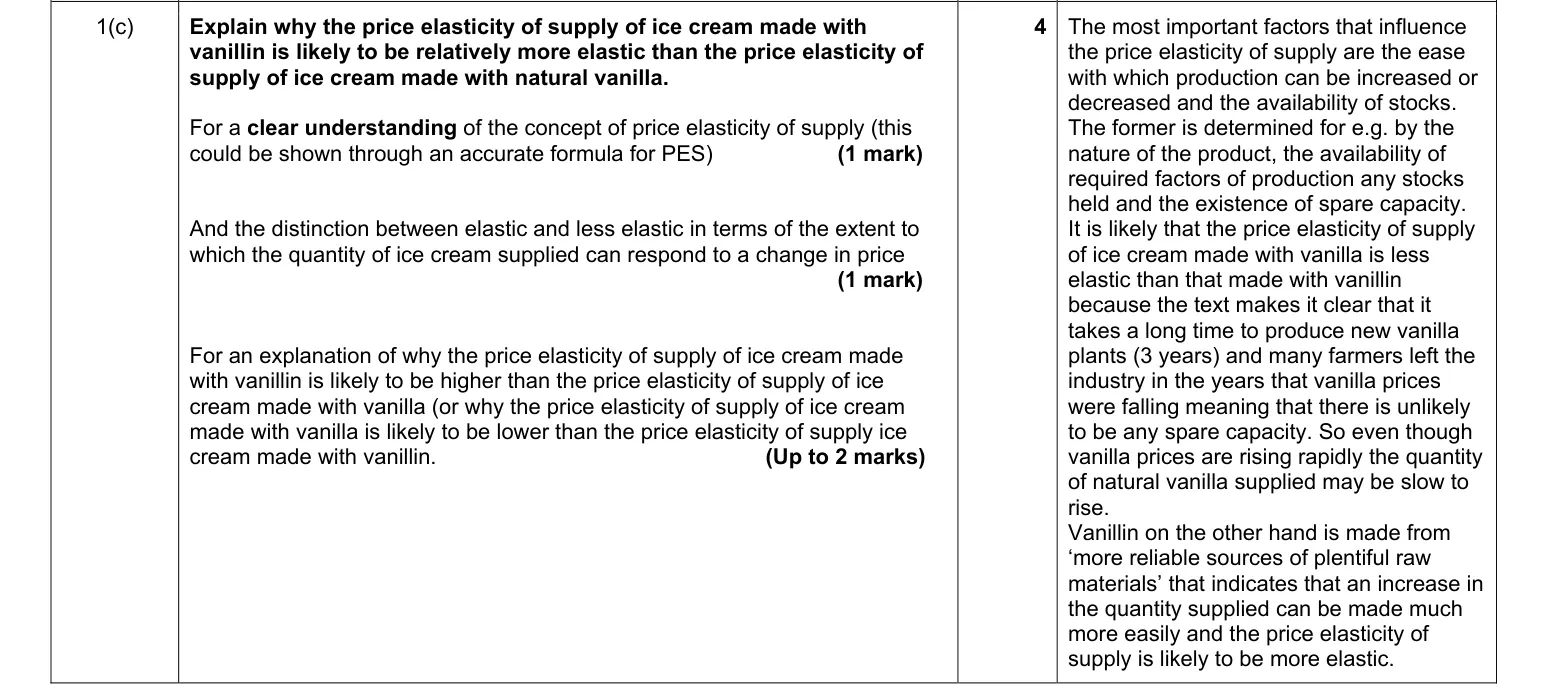 1(c)
Explain why the price elasticity of supply of ice cream made with
vanillin is likely to be relatively more elastic than the price elasticity of
supply of ice cream made with natural vanilla.
For a clear understanding of the concept of price elasticity of supply (this
could be shown through an accurate formula for PES) (1 mark)
And the distinction between elastic and less elastic in terms of the extent to
which the quantity of ice cream supplied can respond to a change in price
(1 mark)
For an explanation of why the price elasticity of supply of ice cream made
with vanillin is likely to be higher than the price elasticity of supply of ice
cream made with vanilla (or why the price elasticity of supply of ice cream
made with vanilla is likely to be lower than the price elasticity of supply ice
cream made with vanillin. (Up to 2 marks)
4
The most important factors that influence
the price elasticity of supply are the ease
with which production can be increased or
decreased and the availability of stocks.
The former is determined for e.g. by the
nature of the product, the availability of
required factors of production any stocks
held and the existence of spare capacity.
It is likely that the price elasticity of supply
of ice cream made with vanilla is less
elastic than that made with vanillin
because the text makes it clear that it
takes a long time to produce new vanilla
plants (3 years) and many farmers left the
industry in the years that vanilla prices
were falling meaning that there is unlikely
to be any spare capacity. So even though
vanilla prices are rising rapidly the quantity
of natural vanilla supplied may be slow to
rise.
Vanillin on the other hand is made from
‘more reliable sources of plentiful raw
materials’ that indicates that an increase in
the quantity supplied can be made much
more easily and the price elasticity of
supply is likely to be more elastic.